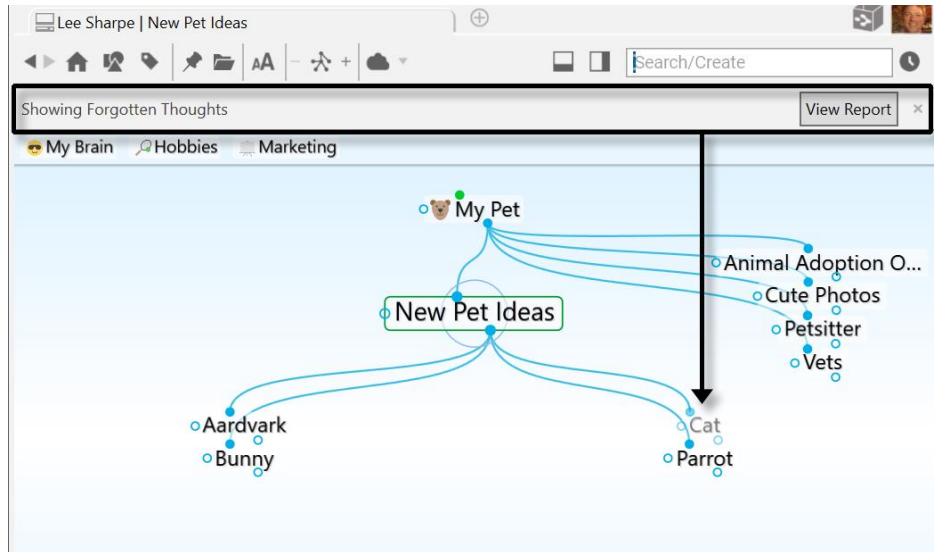 Lee Sharpe | New Pet Ideas
AA
Search/Create
Showing Forgotten Thoughts
View Report
My Brain
Hobbies
Marketing
My Pet
Animal Adoption O...
New Pet Ideas
Cute Photos
Petsitter
Vets
Aardvark
Cat
Bunny
Parrot